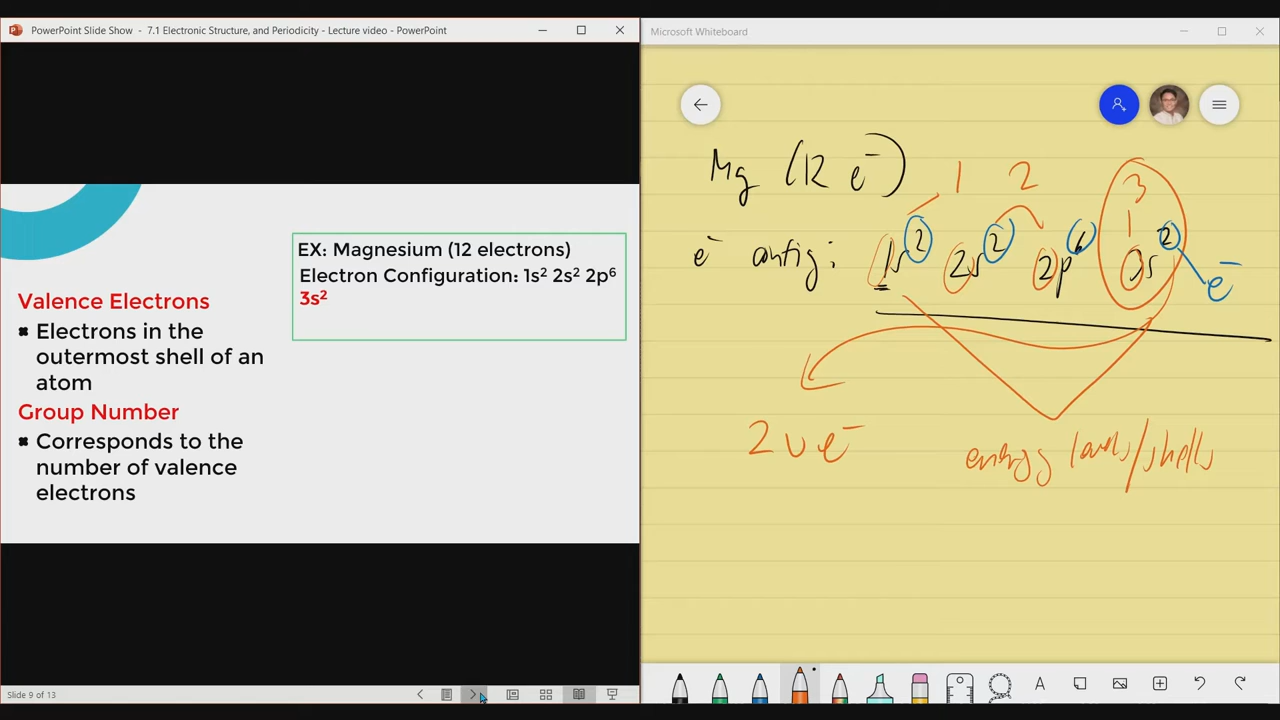 PowerPoint Slide Show - 7.1 Electronic Structure, and Periodicity - Lecture video - PowerPoint
EX: Magnesium (12 electrons)
Electron Configuration: 1s² 2s² 2p⁶
3s²
Valence Electrons
Electrons in the
outermost shell of an
atom
Group Number
Corresponds to the
number of valence
electrons
Slide 9 of 13
Microsoft Whiteboard
Mg (12 e⁻)
1 2 3
e⁻ config: 1s² 2s² 2p⁶ 3s²
e⁻
2 v e⁻
energy levels/shells
A